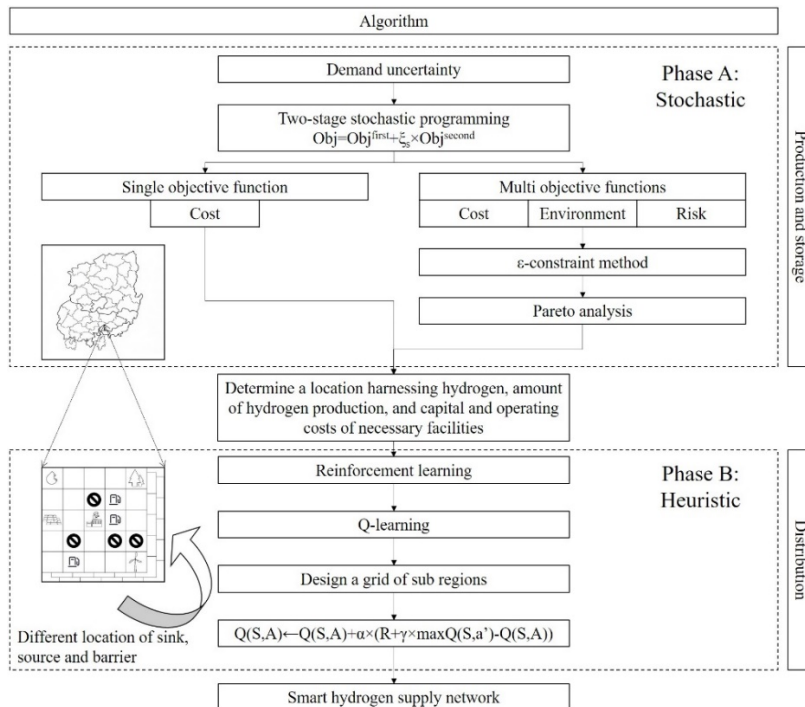 Algorithm
Demand uncertainty
Phase A:
Stochastic
Two-stage stochastic programming
Obj=Obj^first+ξ_s×Obj^second
Single objective function
Cost
Multi objective functions
Cost
Environment
Risk
ε-constraint method
Pareto analysis
Production and storage
Determine a location harnessing hydrogen, amount
of hydrogen production, and capital and operating
costs of necessary facilities
Reinforcement learning
Phase B:
Heuristic
Q-learning
Design a grid of sub regions
Q(S,A)←Q(S,A)+α×(R+γ×maxQ(S,a’)-Q(S,A))
Distribution
Different location of sink,
source and barrier
Smart hydrogen supply network